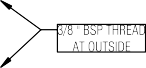 3/8 " BSP THREAD
AT OUTSIDE